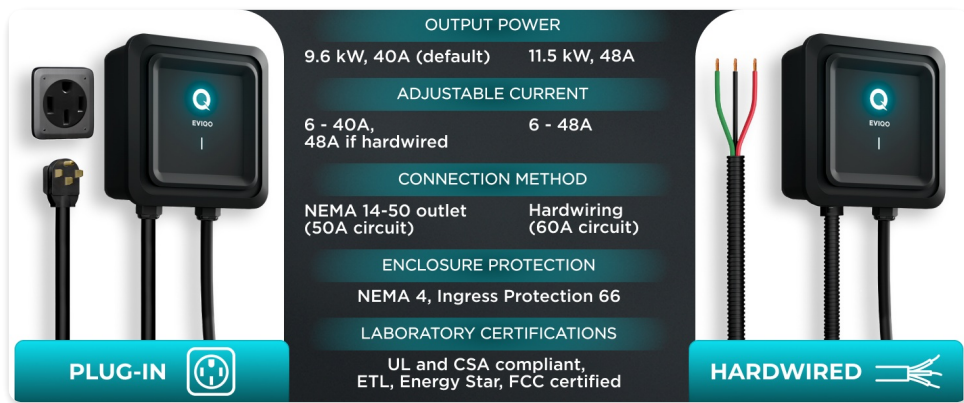 OUTPUT POWER
9.6 kW, 40A (default)
11.5 kW, 48A
ADJUSTABLE CURRENT
6 - 40A,
48A if hardwired
6 - 48A
CONNECTION METHOD
NEMA 14-50 outlet
(50A circuit)
Hardwiring
(60A circuit)
ENCLOSURE PROTECTION
NEMA 4, Ingress Protection 66
LABORATORY CERTIFICATIONS
UL and CSA compliant,
ETL, Energy Star, FCC certified
EVIQO
PLUG-IN
EVIQO
HARDWIRED